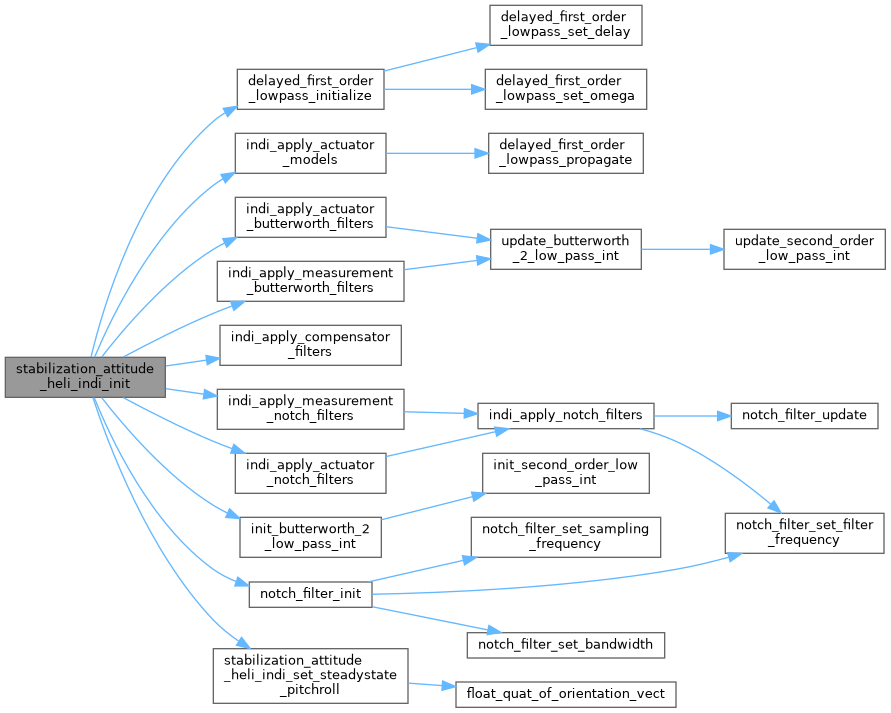 stabilization_attitude
_heli_indi_init
delayed_first_order
_lowpass_initialize
delayed_first_order
_lowpass_set_delay
delayed_first_order
_lowpass_set_omega
indi_apply_actuator
_models
delayed_first_order
_lowpass_propagate
indi_apply_actuator
_butterworth_filters
indi_apply_measurement
_butterworth_filters
update_butterworth
_2_low_pass_int
update_second_order
_low_pass_int
indi_apply_compensator
_filters
indi_apply_measurement
_notch_filters
indi_apply_actuator
_notch_filters
indi_apply_notch_filters
notch_filter_update
notch_filter_set_filter
_frequency
init_butterworth_2
_low_pass_int
init_second_order_low
_pass_int
notch_filter_init
notch_filter_set_sampling
_frequency
notch_filter_set_bandwidth
stabilization_attitude
_heli_indi_set_steadystate
_pitchroll
float_quat_of_orientation_vect